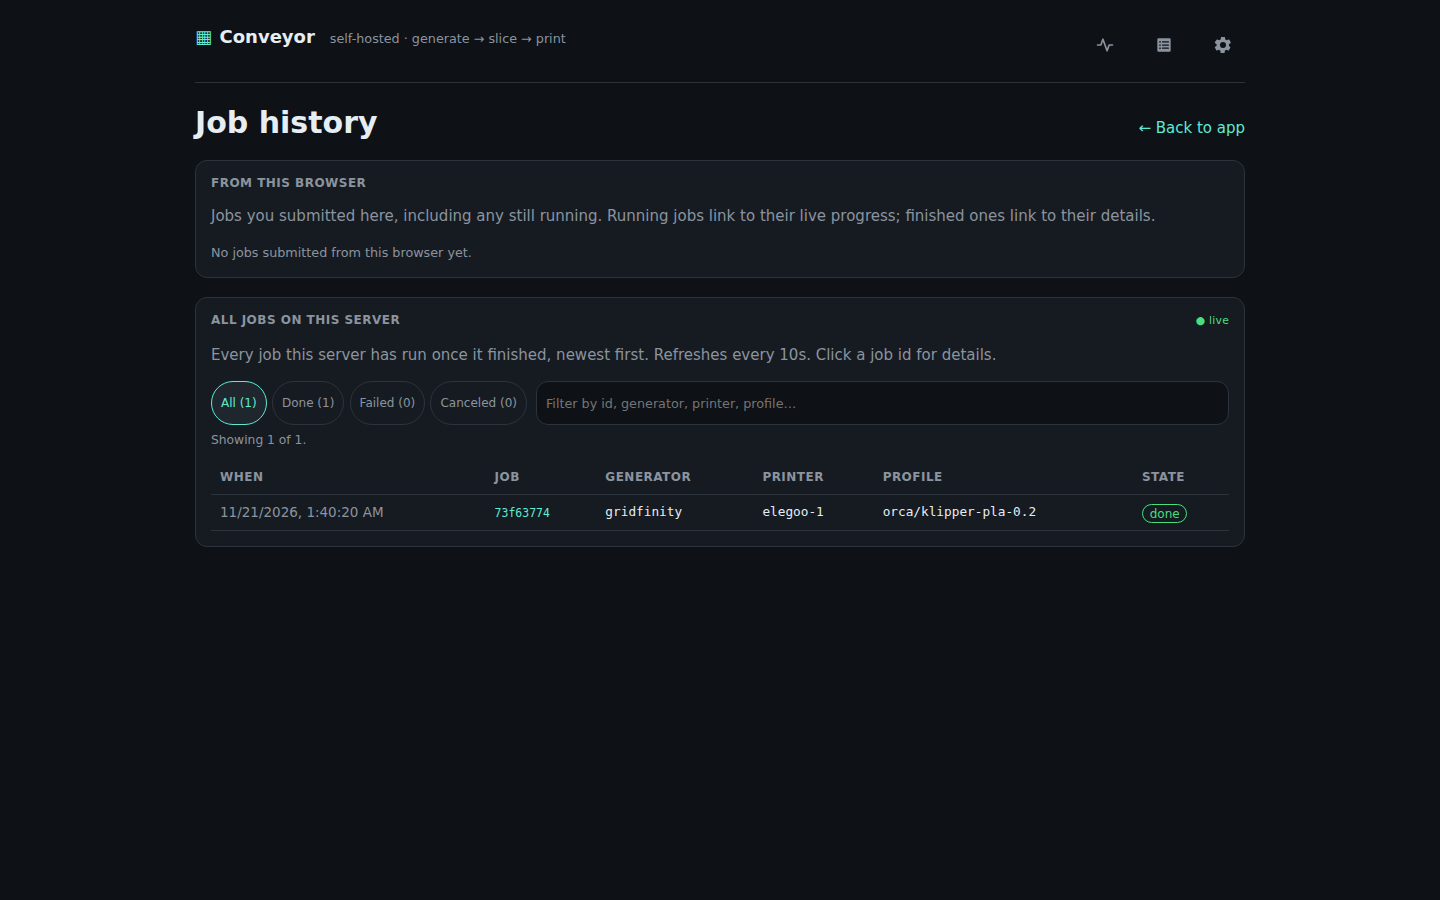 ▦ Conveyor self-hosted · generate → slice → print
Job history
← Back to app
FROM THIS BROWSER
Jobs you submitted here, including any still running. Running jobs link to their live progress; finished ones link to their details.
No jobs submitted from this browser yet.
ALL JOBS ON THIS SERVER
● live
Every job this server has run once it finished, newest first. Refreshes every 10s. Click a job id for details.
All (1) Done (1) Failed (0) Canceled (0) Filter by id, generator, printer, profile…
Showing 1 of 1.
WHEN JOB GENERATOR PRINTER PROFILE STATE
11/21/2026, 1:40:20 AM 73f63774 gridfinity elegoo-1 orca/klipper-pla-0.2 done